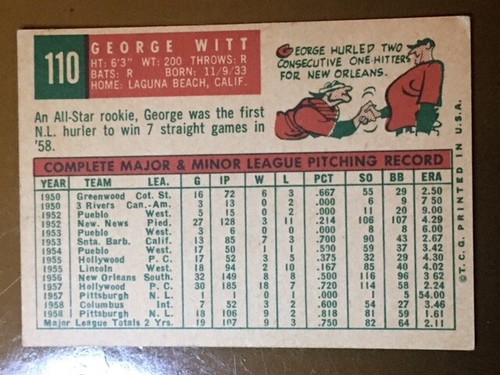 110
GEORGE WITT
HT: 6'3" WT: 200 THROWS: R
BATS: R BORN: 11/9/33
HOME: LAGUNA BEACH, CALIF.
GEORGE HURLED TWO
CONSECUTIVE ONE-HITTERS
FOR NEW ORLEANS.
An All-Star rookie, George was the first
N.L. hurler to win 7 straight games in
'58.
COMPLETE MAJOR & MINOR LEAGUE PITCHING RECORD
YEAR TEAM LEA. G IP W L PCT SO BB ERA
1950 Greenwood Cot. St. 16 72 6 3 .667 55 29 2.50
1950 3 Rivers Can.-Am. 3 13 0 2 .000 6 9 7.50
1952 Pueblo West. 5 15 0 2 .000 11 29 9.00
1952 New. News Pied. 27 128 3 11 .214 106 107 4.29
1953 Pueblo West. 3 8 0 0 .000 8 8 6.00
1953 Snta. Barb. Calif. 13 85 7 3 .700 90 43 2.67
1954 Pueblo West. 17 50 5 .000 59 37 3.42
1955 Hollywood P. C. 17 52 3 5 .375 32 29 4.30
1955 Lincoln West. 18 94 2 10 .167 85 40 4.02
1956 New Orleans South. 32 149 8 8 .500 116 96 3.62
1957 Hollywood P. C. 30 185 18 7 .720 114 58 2.24
1957 Pittsburgh N. L. 1 1 0 1 .000 1 5 54.00
1958 Columbus Int. 7 52 3 2 .600 54 27 3.46
1958 Pittsburgh N. L. 18 106 9 2 .818 81 59 1.61
Major League Totals 2 Yrs. 19 107 9 3 .750 82 64 2.11
©T.C.G. PRINTED IN U.S.A.